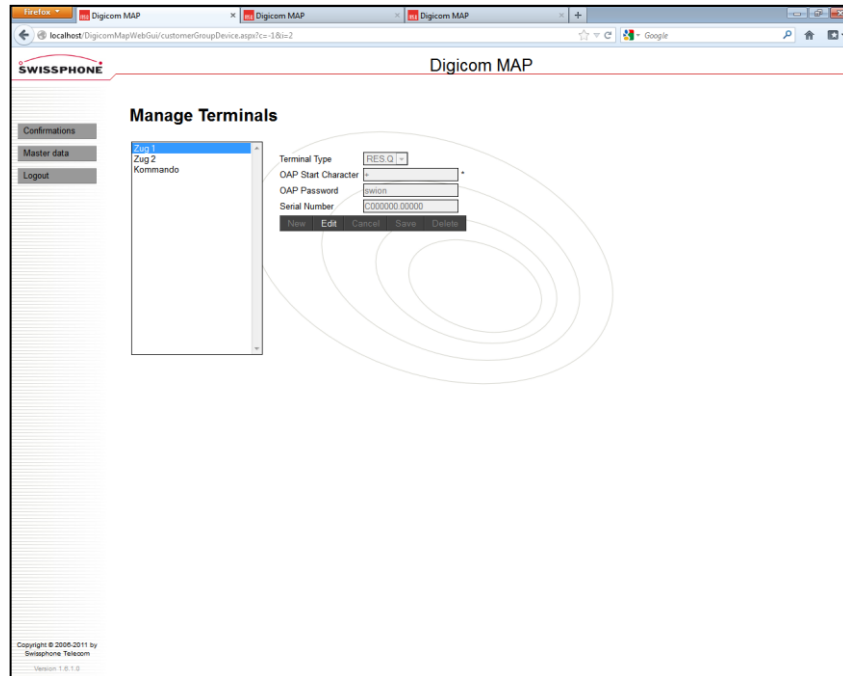 Firefox
Digicom MAP
Digicom MAP
Digicom MAP
localhost/DigicomMapWebGui/customerGroupDevice.aspx?c=-1&i=2
Google
SWISSPHONE
Digicom MAP
Manage Terminals
Confirmations
Master data
Logout
Zug 1
Zug 2
Kommando
Terminal Type RES.Q
OAP Start Character + *
OAP Password swion
Serial Number C000000.00000
New Edit Cancel Save Delete
Copyright © 2006-2011 by
Swissphone Telecom
Version 1.6.1.0